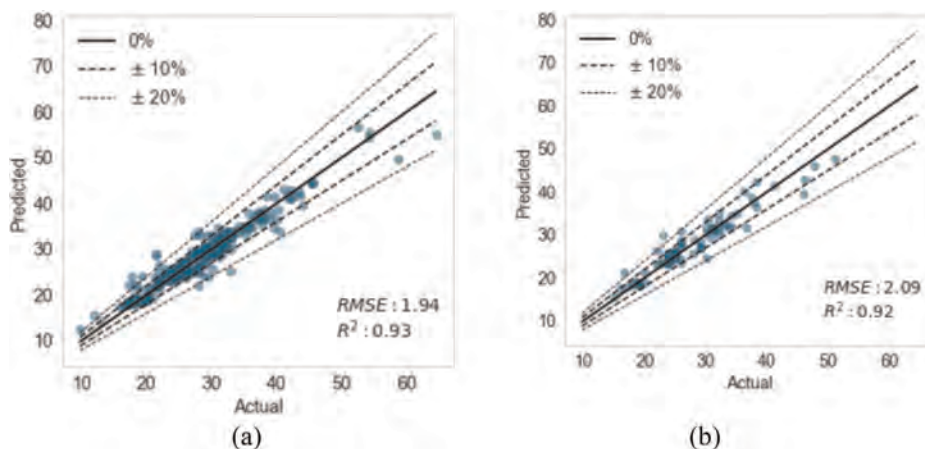 80
70
60
50
40
30
20
10
Predicted
0%
± 10%
± 20%
RMSE : 1.94
R² : 0.93
10 20 30 40 50 60
Actual
(a)
80
70
60
50
40
30
20
10
Predicted
0%
± 10%
± 20%
RMSE : 2.09
R² : 0.92
10 20 30 40 50 60
Actual
(b)